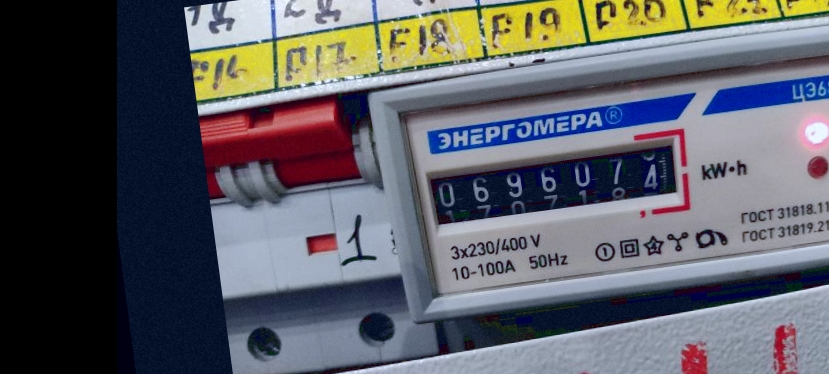 F16 F17 F18 F19 F20
ЭНЕРГОМЕРА®
ЦЭ6
0696074
kW•h
3x230/400 V
10-100A 50Hz
ГОСТ 31818.11
ГОСТ 31819.21
1